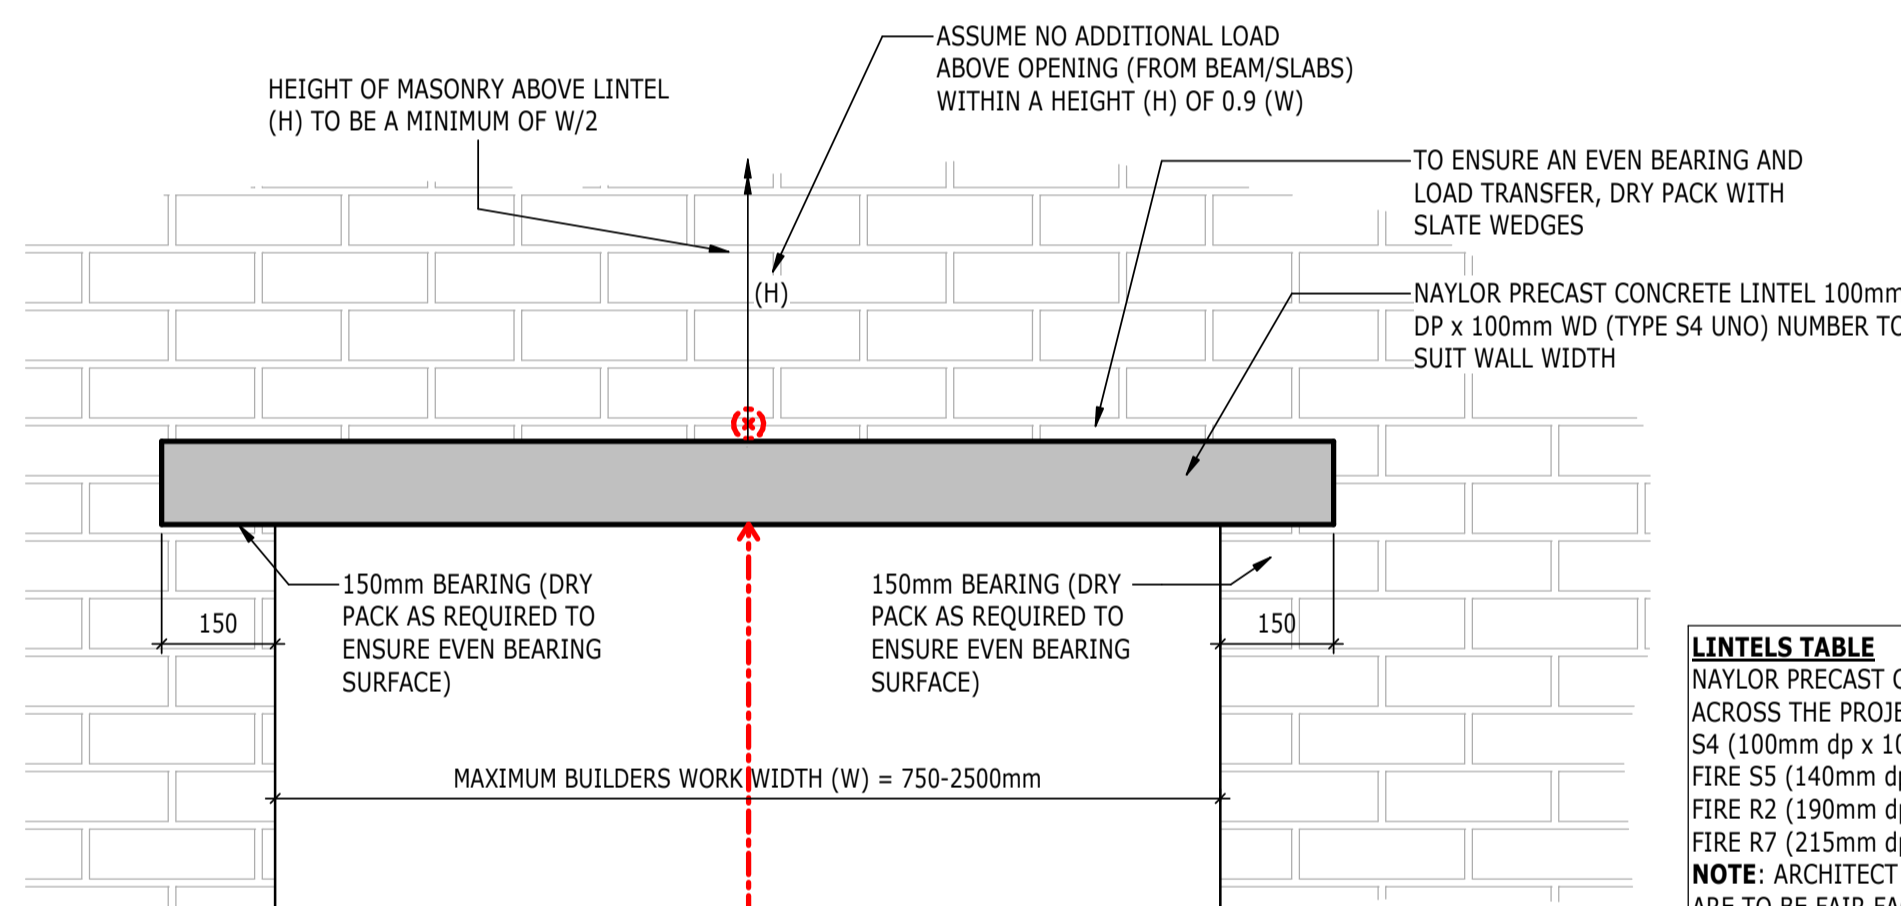 ASSUME NO ADDITIONAL LOAD
ABOVE OPENING (FROM BEAM/SLABS)
WITHIN A HEIGHT (H) OF 0.9 (W)
HEIGHT OF MASONRY ABOVE LINTEL
(H) TO BE A MINIMUM OF W/2
TO ENSURE AN EVEN BEARING AND
LOAD TRANSFER, DRY PACK WITH
SLATE WEDGES
(H)
NAYLOR PRECAST CONCRETE LINTEL 100mm
DP x 100mm WD (TYPE S4 UNO) NUMBER TO
SUIT WALL WIDTH
150mm BEARING (DRY
PACK AS REQUIRED TO
ENSURE EVEN BEARING
SURFACE)
150mm BEARING (DRY
PACK AS REQUIRED TO
ENSURE EVEN BEARING
SURFACE)
150
150
MAXIMUM BUILDERS WORK WIDTH (W) = 750-2500mm
LINTELS TABLE
NAYLOR PRECAST
ACROSS THE
S4 (100mm dp x
FIRE S5 (140mm
FIRE R2 (190mm
FIRE R7 (215mm
NOTE: ARCHITECT
ARE TO BE FAIR